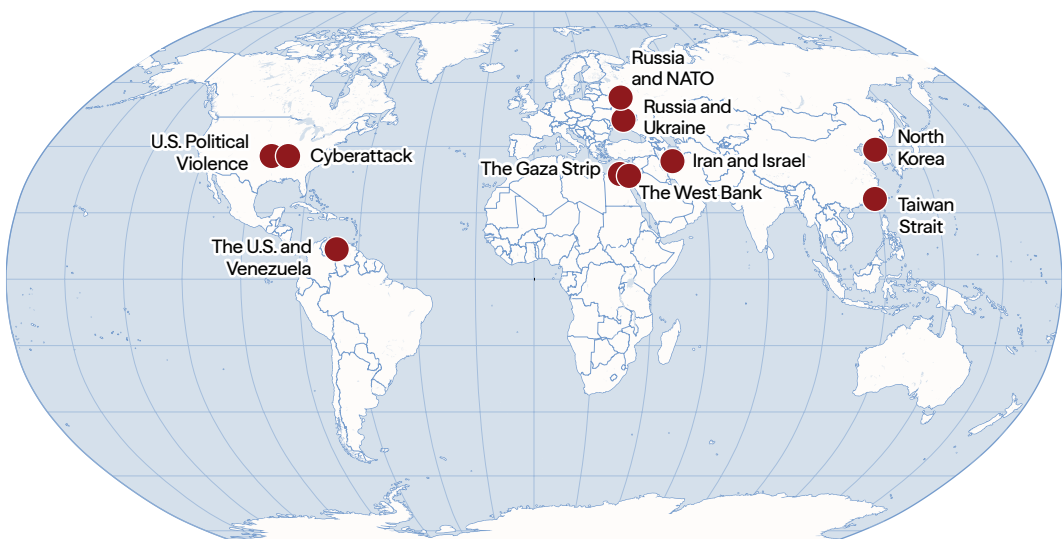 Russia
and NATO
Russia and
Ukraine
U.S. Political
Violence
Cyberattack
North
Korea
Iran and Israel
The Gaza Strip
The West Bank
Taiwan
Strait
The U.S. and
Venezuela